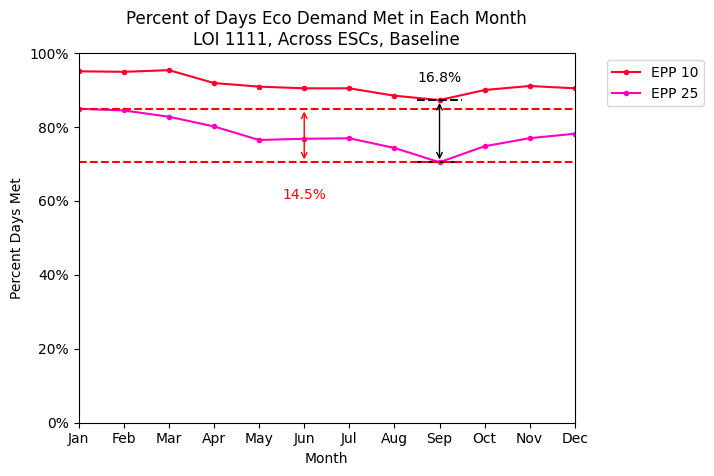 Percent of Days Eco Demand Met in Each Month
LOI 1111, Across ESCs, Baseline
100%
80%
60%
40%
20%
0%
Percent Days Met
16.8%
14.5%
EPP 10
EPP 25
Jan Feb Mar Apr May Jun Jul Aug Sep Oct Nov Dec
Month